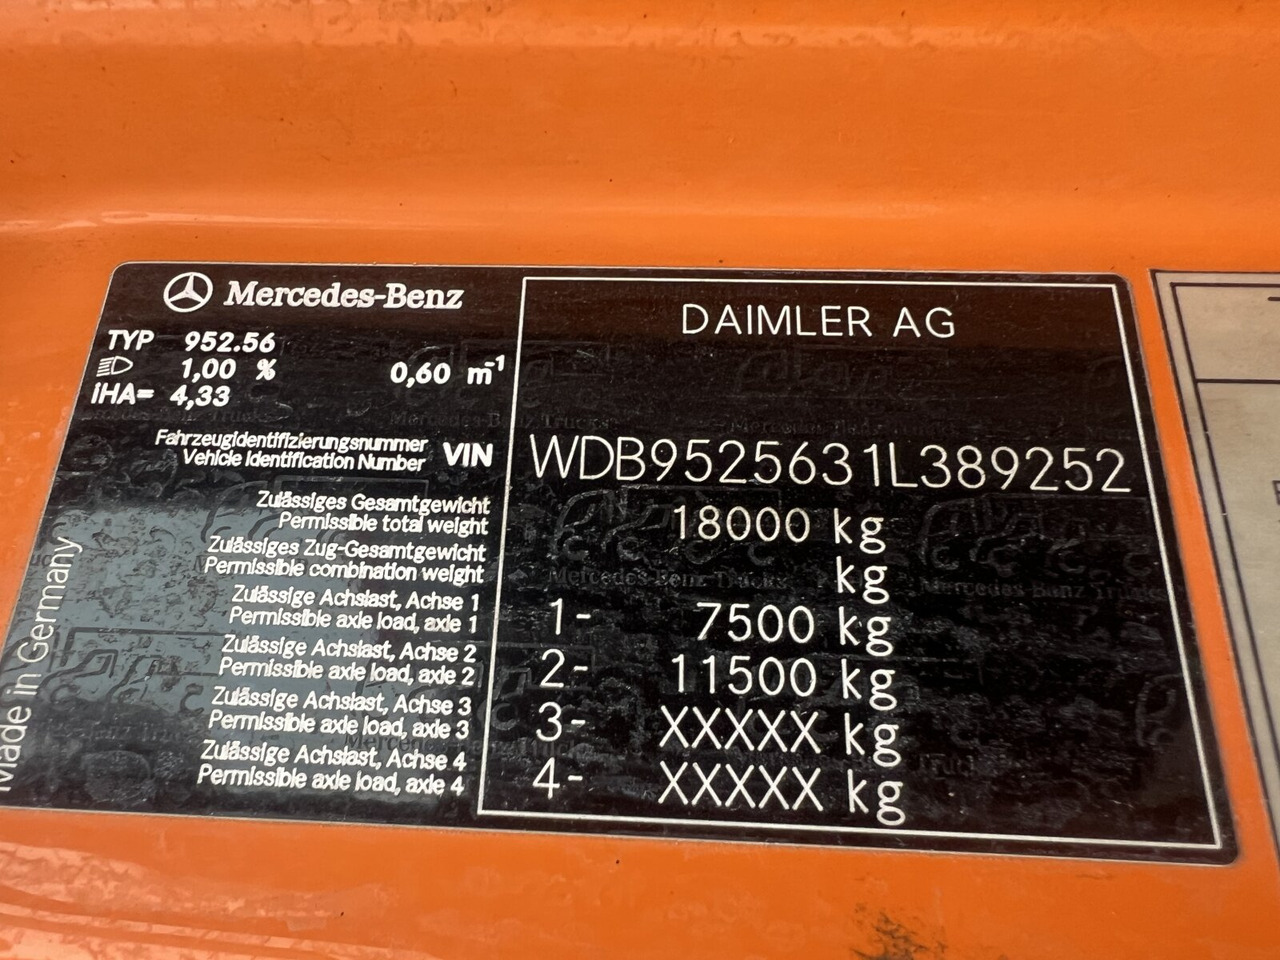 Mercedes-Benz
DAIMLER AG
TYP 952.56
1,00 % 0,60 m⁻¹
iHA= 4,33
Fahrzeugidentifizierungsnummer
Vehicle Identification Number VIN WDB9525631L389252
Zulässiges Gesamtgewicht
Permissible total weight 18000 kg
Zulässiges Zug-Gesamtgewicht
Permissible combination weight kg
Zulässige Achslast, Achse 1
Permissible axle load, axle 1 1- 7500 kg
Zulässige Achslast, Achse 2
Permissible axle load, axle 2 2- 11500 kg
Zulässige Achslast, Achse 3
Permissible axle load, axle 3 3- XXXXX kg
Zulässige Achslast, Achse 4
Permissible axle load, axle 4 4- XXXXX kg
Made in Germany